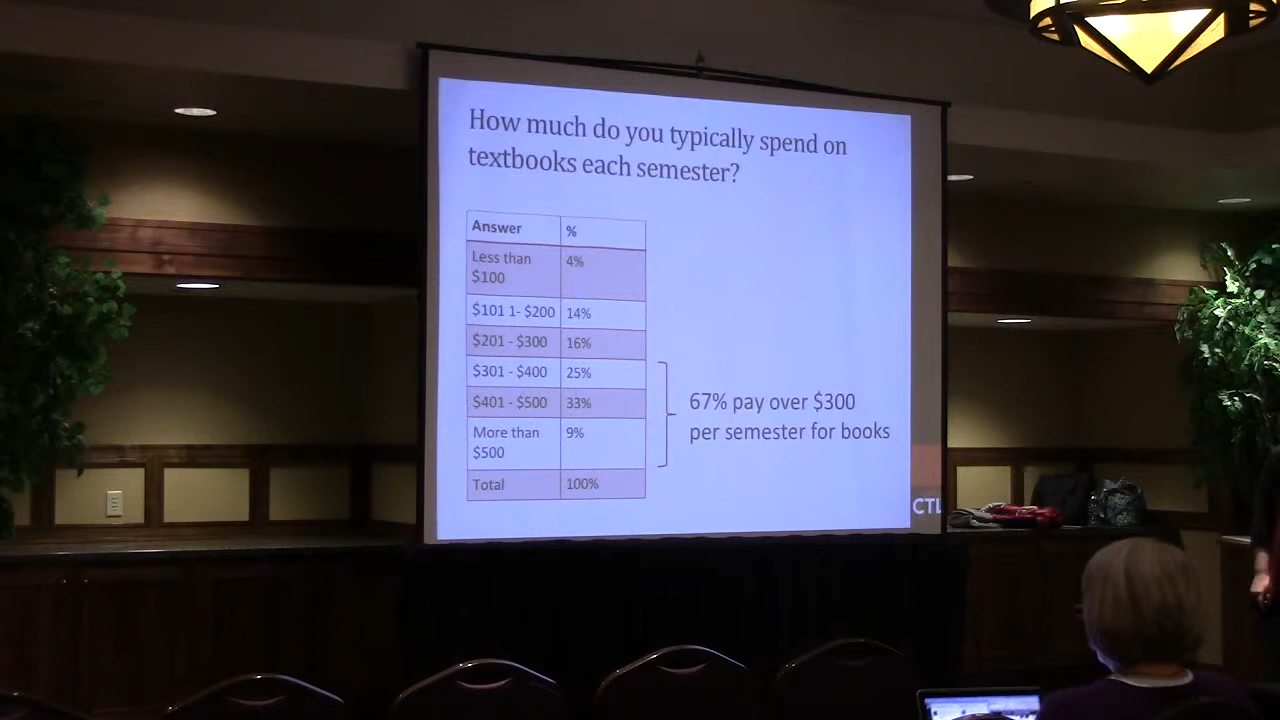 How much do you typically spend on
textbooks each semester?
Answer %
Less than 4%
$100
$101 1- $200 14%
$201 - $300 16%
$301 - $400 25%
$401 - $500 33%
More than 9%
$500
Total 100%
67% pay over $300
per semester for books
CTL